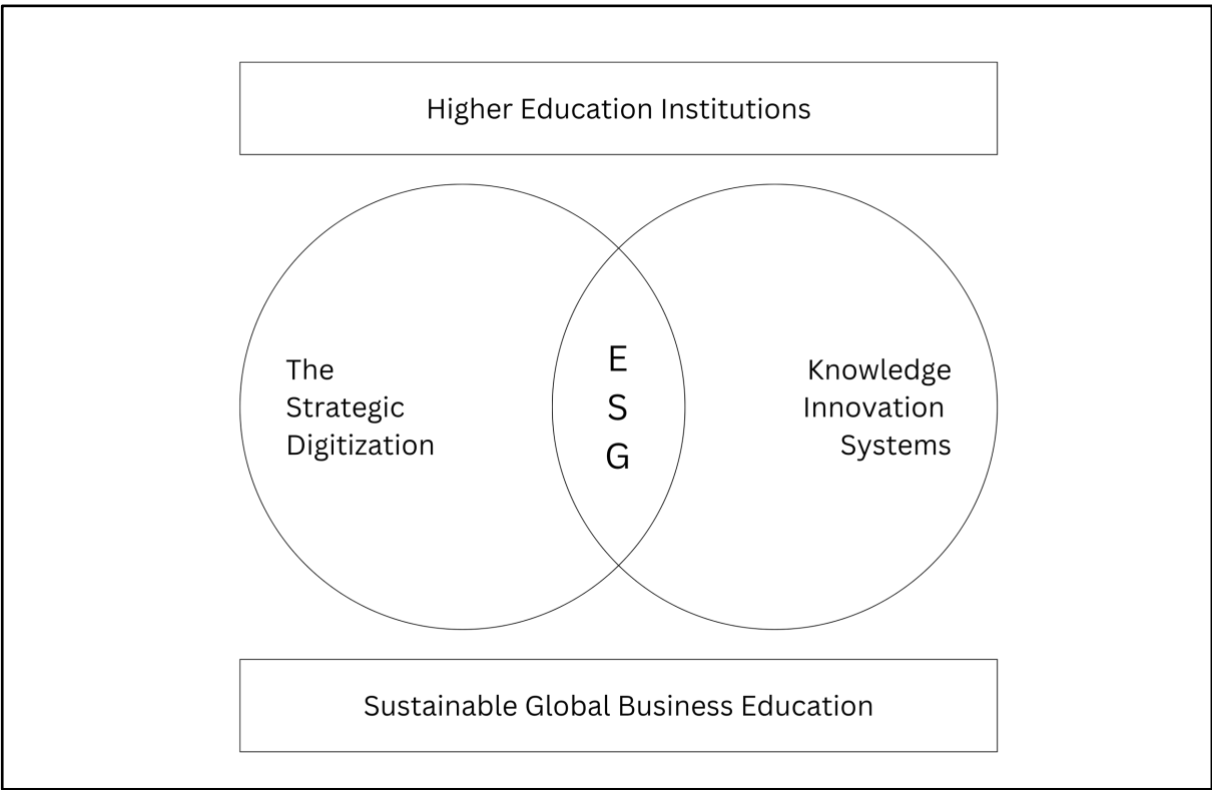 Higher Education Institutions
The
Strategic
Digitization
E
S
G
Knowledge
Innovation
Systems
Sustainable Global Business Education